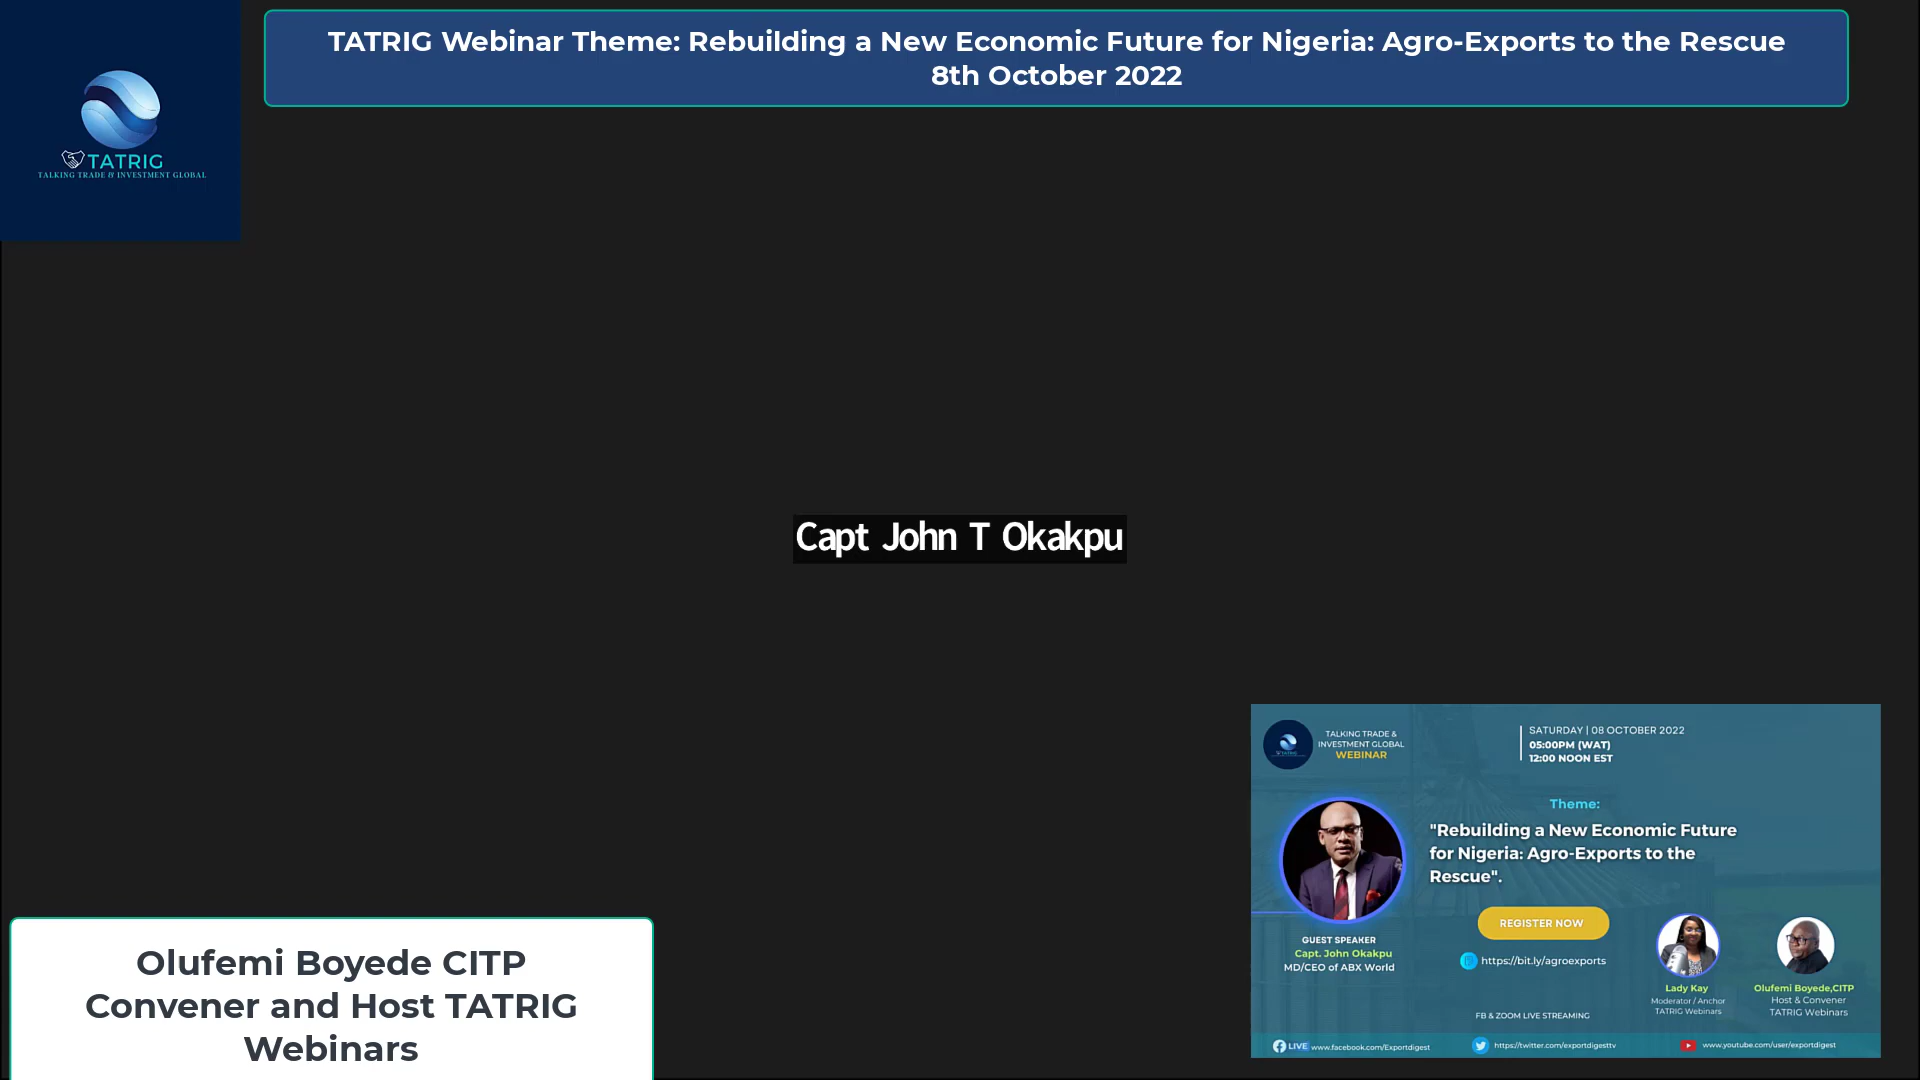 TATRIG Webinar Theme: Rebuilding a New Economic Future for Nigeria: Agro-Exports to the Rescue
8th October 2022
TATRIG
TALKING TRADE & INVESTMENT GLOBAL
Capt John T Okakpu
Olufemi Boyede CITP
Convener and Host TATRIG
Webinars
TALKING TRADE &
INVESTMENT GLOBAL
WEBINAR
SATURDAY | 08 OCTOBER 2022
05:00PM (WAT)
12:00 NOON EST
Theme:
"Rebuilding a New Economic Future
for Nigeria: Agro-Exports to the
Rescue".
REGISTER NOW
https://bit.ly/agroexports
GUEST SPEAKER
Capt. John Okakpu
MD/CEO of ABX World
Lady Kay
Moderator / Anchor
TATRIG Webinars
Olufemi Boyede,CITP
Host & Convener
TATRIG Webinars
FB & ZOOM LIVE STREAMING
LIVE www.facebook.com/Exportdigest
https://twitter.com/exportdigesttv
www.youtube.com/user/exportdigest